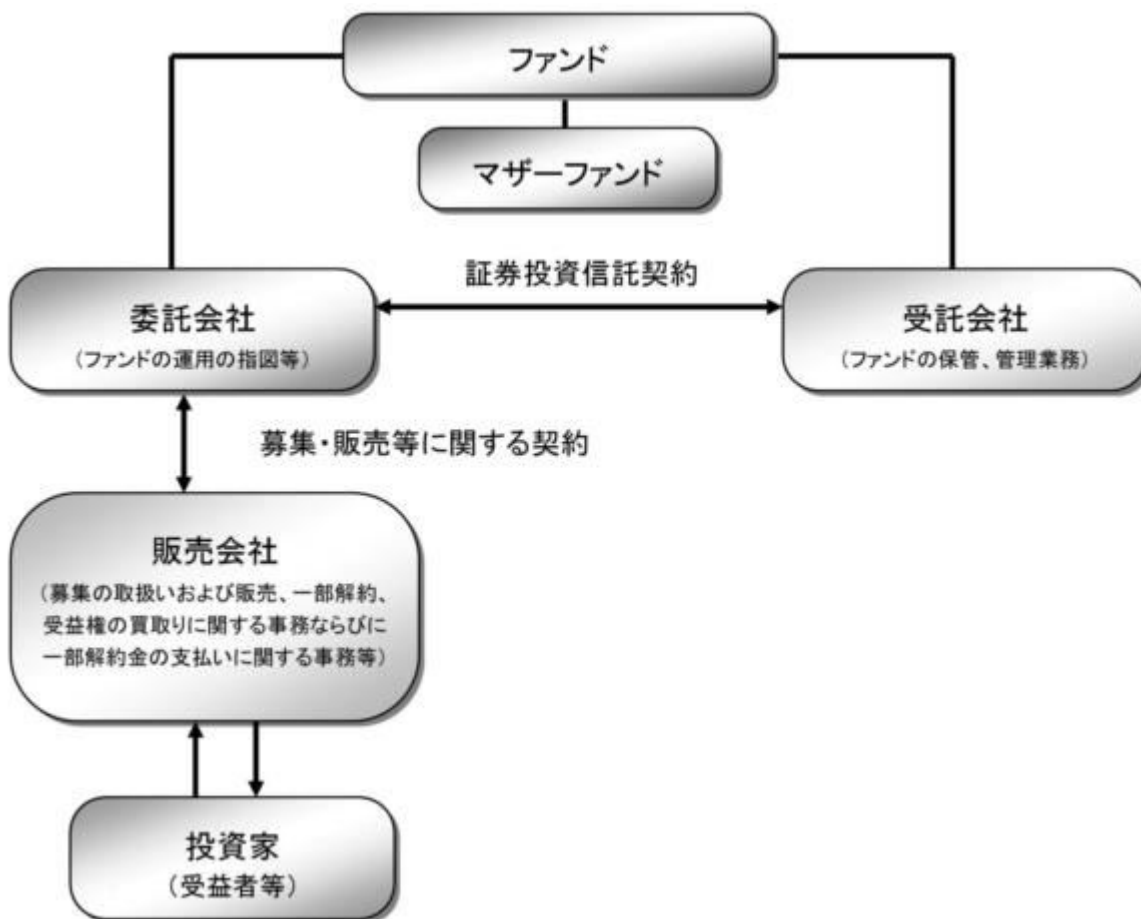 ファンド
マザーファンド
証券投資信託契約
委託会社
（ファンドの運用の指図等）
受託会社
（ファンドの保管、管理業務）
募集・販売等に関する契約
販売会社
（募集の取扱いおよび販売、一部解約、
受益権の買取りに関する事務ならびに
一部解約金の支払いに関する事務等）
投資家
（受益者等）